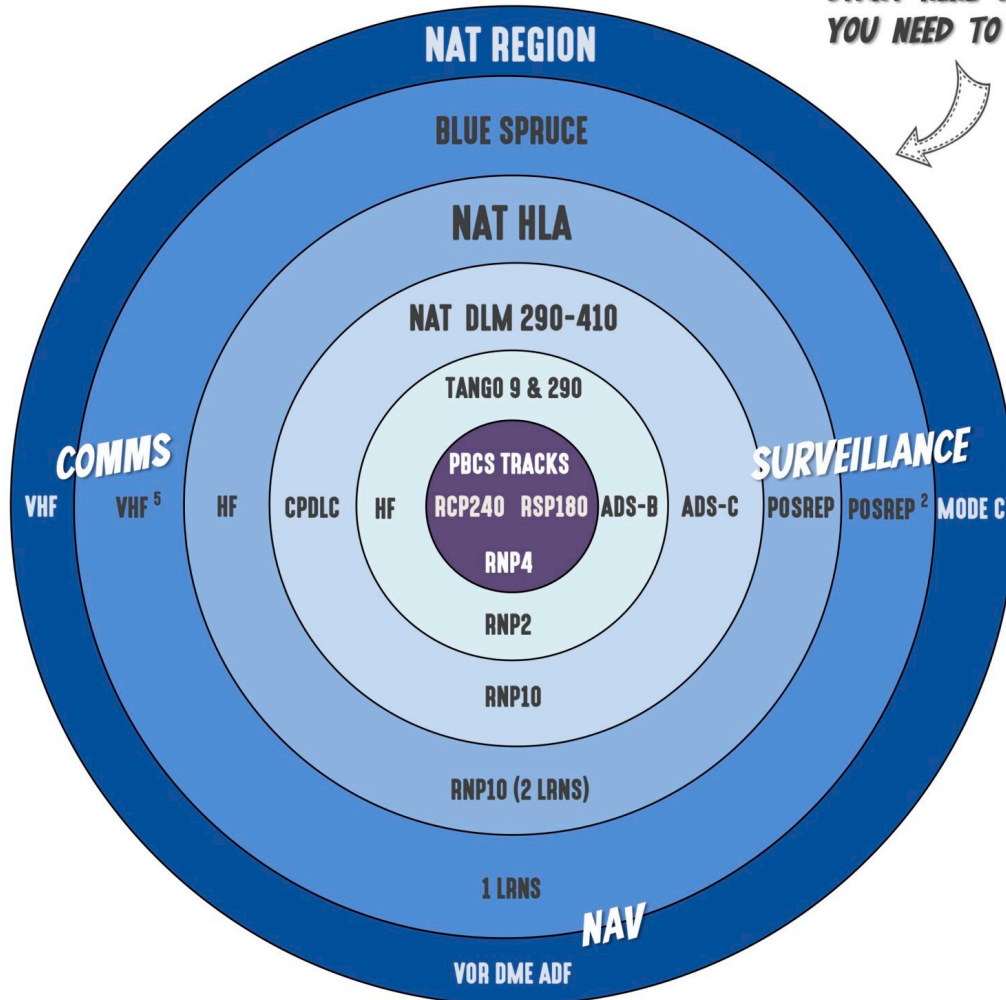 YOU NEED TO
NAT REGION
BLUE SPRUCE
NAT HLA
NAT DLM 290-410
TANGO 9 & 290
PBCS TRACKS
COMMS
SURVEILLANCE
VHF VHF 5 HF CPDLC HF RCP240 RSP180 ADS-B ADS-C POSREP POSREP 2 MODE C
RNP4
RNP2
RNP10
RNP10 (2 LRNS)
1 LRNS
NAV
VOR DME ADF